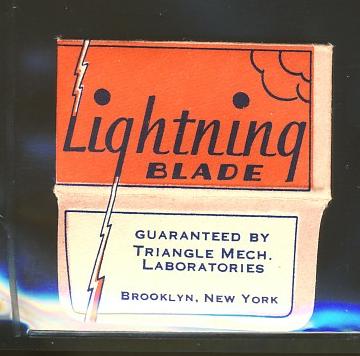 Lightning
BLADE
GUARANTEED BY
TRIANGLE MECH.
LABORATORIES
BROOKLYN, NEW YORK